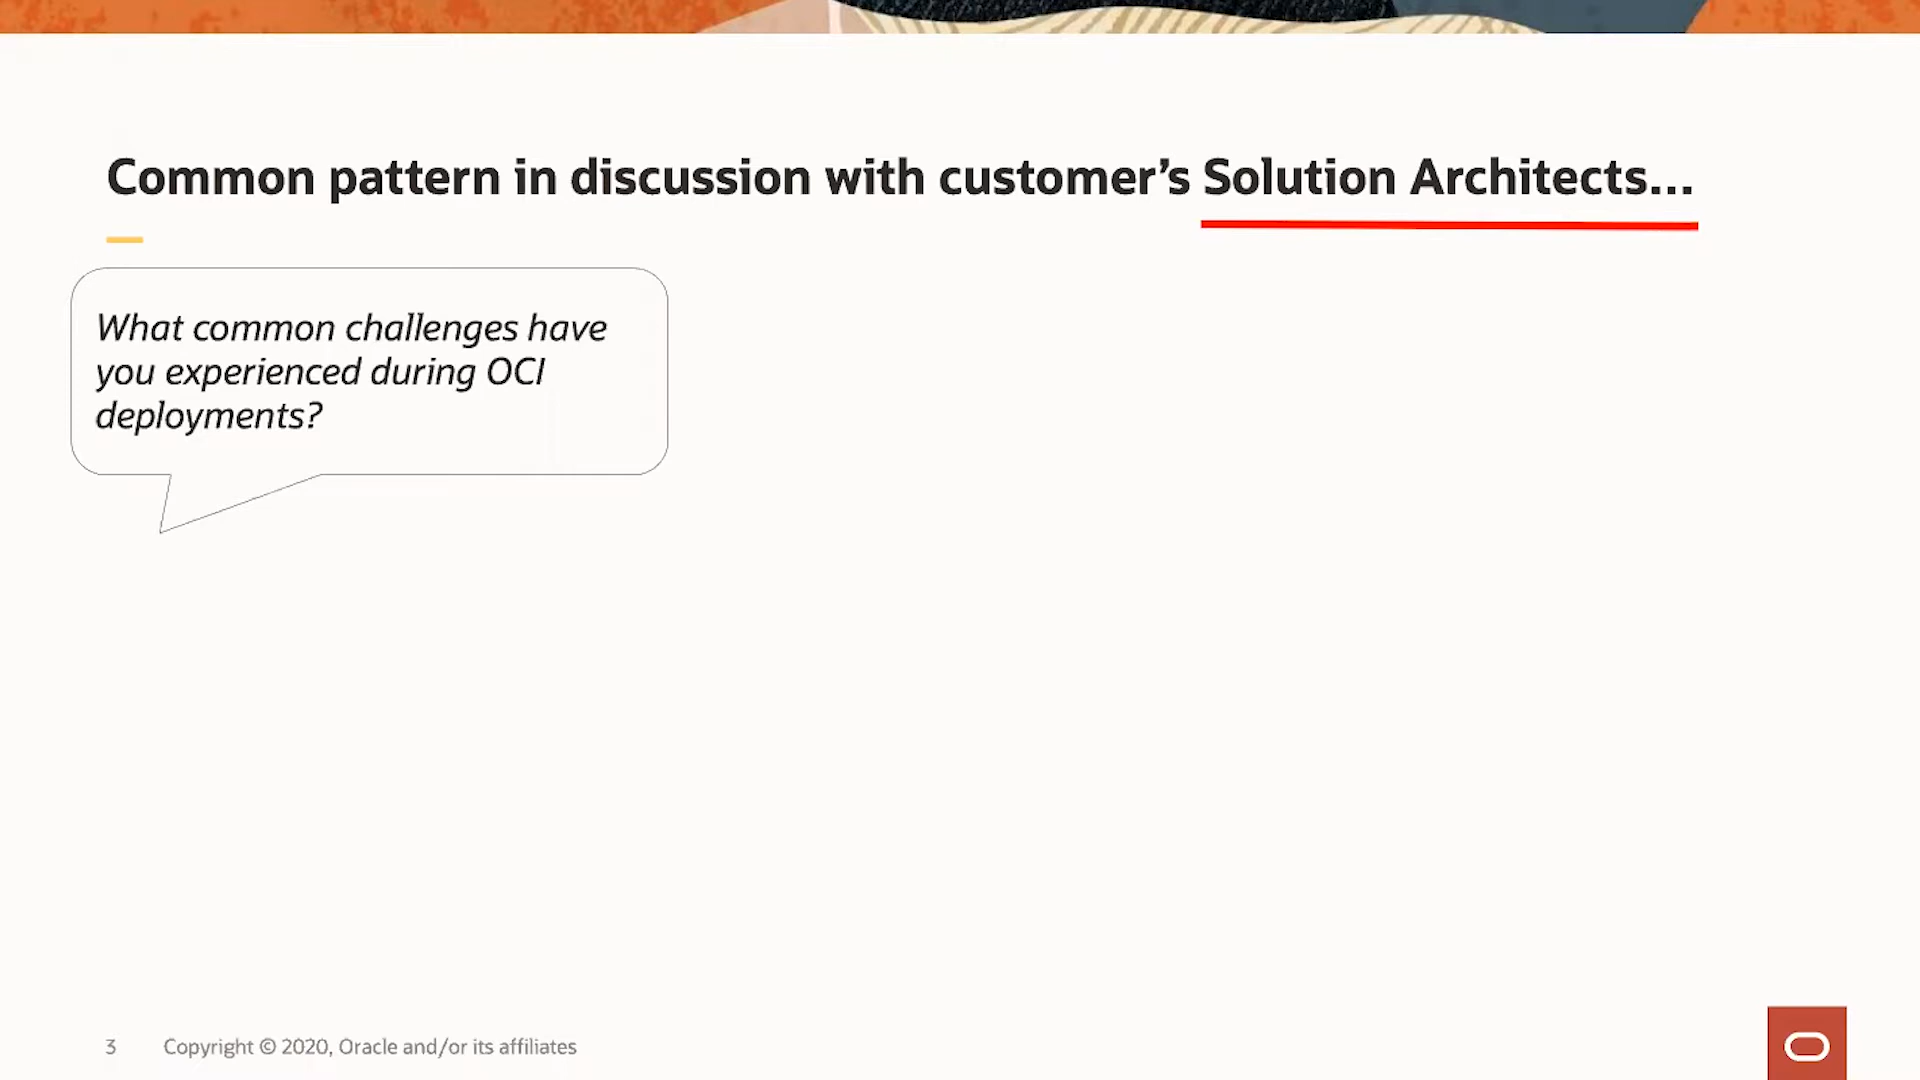 Common pattern in discussion with customer’s Solution Architects...
What common challenges have
you experienced during OCI
deployments?
3 Copyright © 2020, Oracle and/or its affiliates